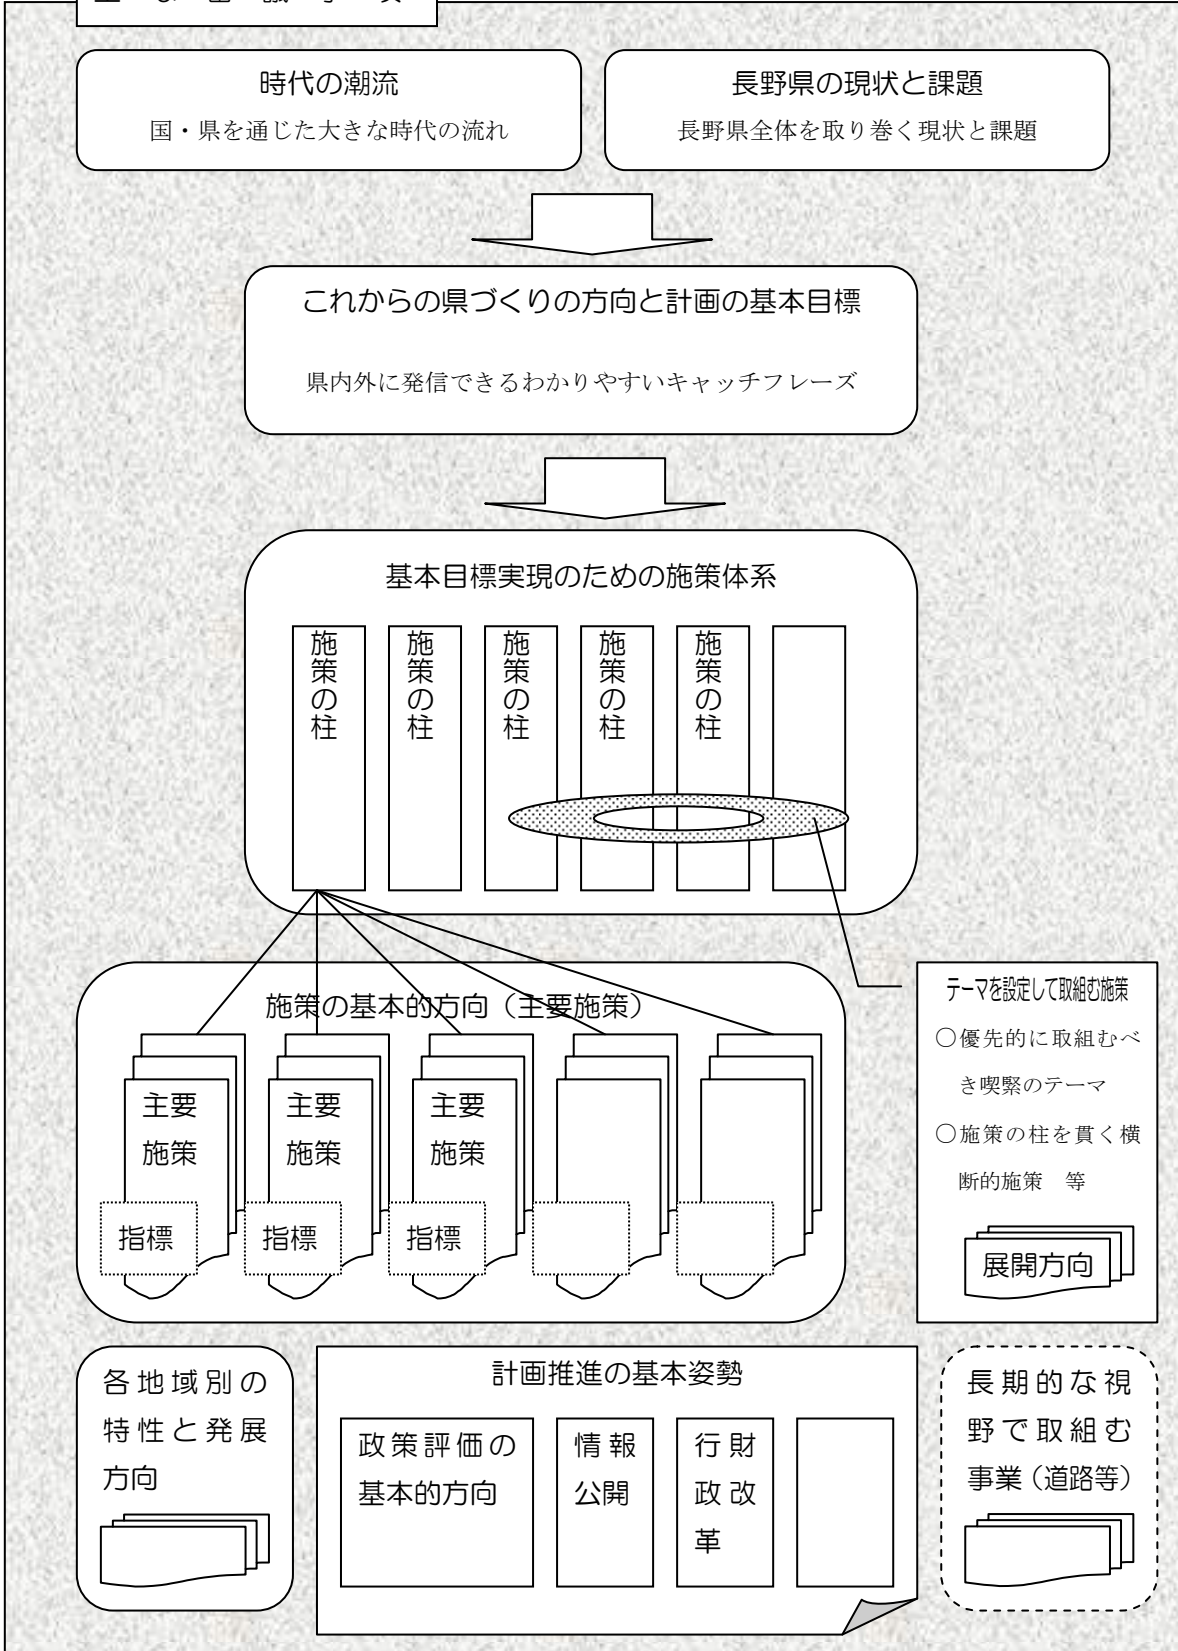 時代の潮流
国・県を通じた大きな時代の流れ
長野県の現状と課題
長野県全体を取り巻く現状と課題
これからの県づくりの方向と計画の基本目標
県内外に発信できるわかりやすいキャッチフレーズ
基本目標実現のための施策体系
施策の柱
施策の柱
施策の柱
施策の柱
施策の柱
施策の基本的方向（主要施策）
主要
施策
指標
主要
施策
指標
主要
施策
指標
テーマを設定して取組む施策
○優先的に取組むべ
き喫緊のテーマ
○施策の柱を貫く横
断的施策　等
展開方向
各地域別の
特性と発展
方向
計画推進の基本姿勢
政策評価の
基本的方向
情報
公開
行財
政改
革
長期的な視
野で取組む
事業（道路等）